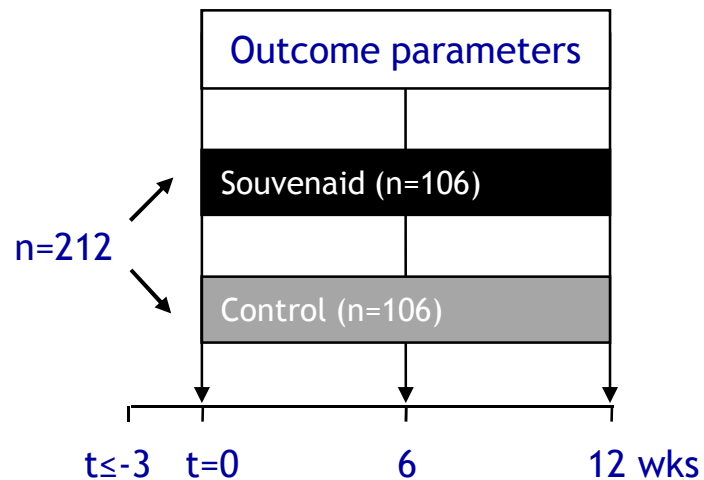 Outcome parameters
Souvenaid (n=106)
n=212
Control (n=106)
t≤-3 t=0 6 12 wks